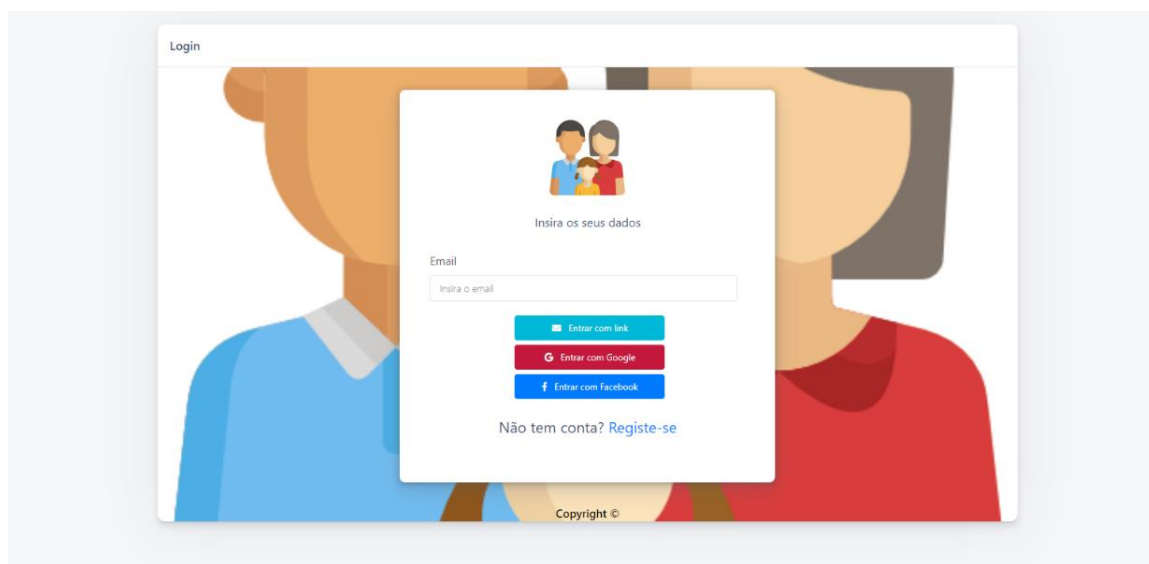 Login
Insira os seus dados
Email
Insira o email
Entrar com link
Entrar com Google
Entrar com Facebook
Não tem conta? Registe-se
Copyright ©